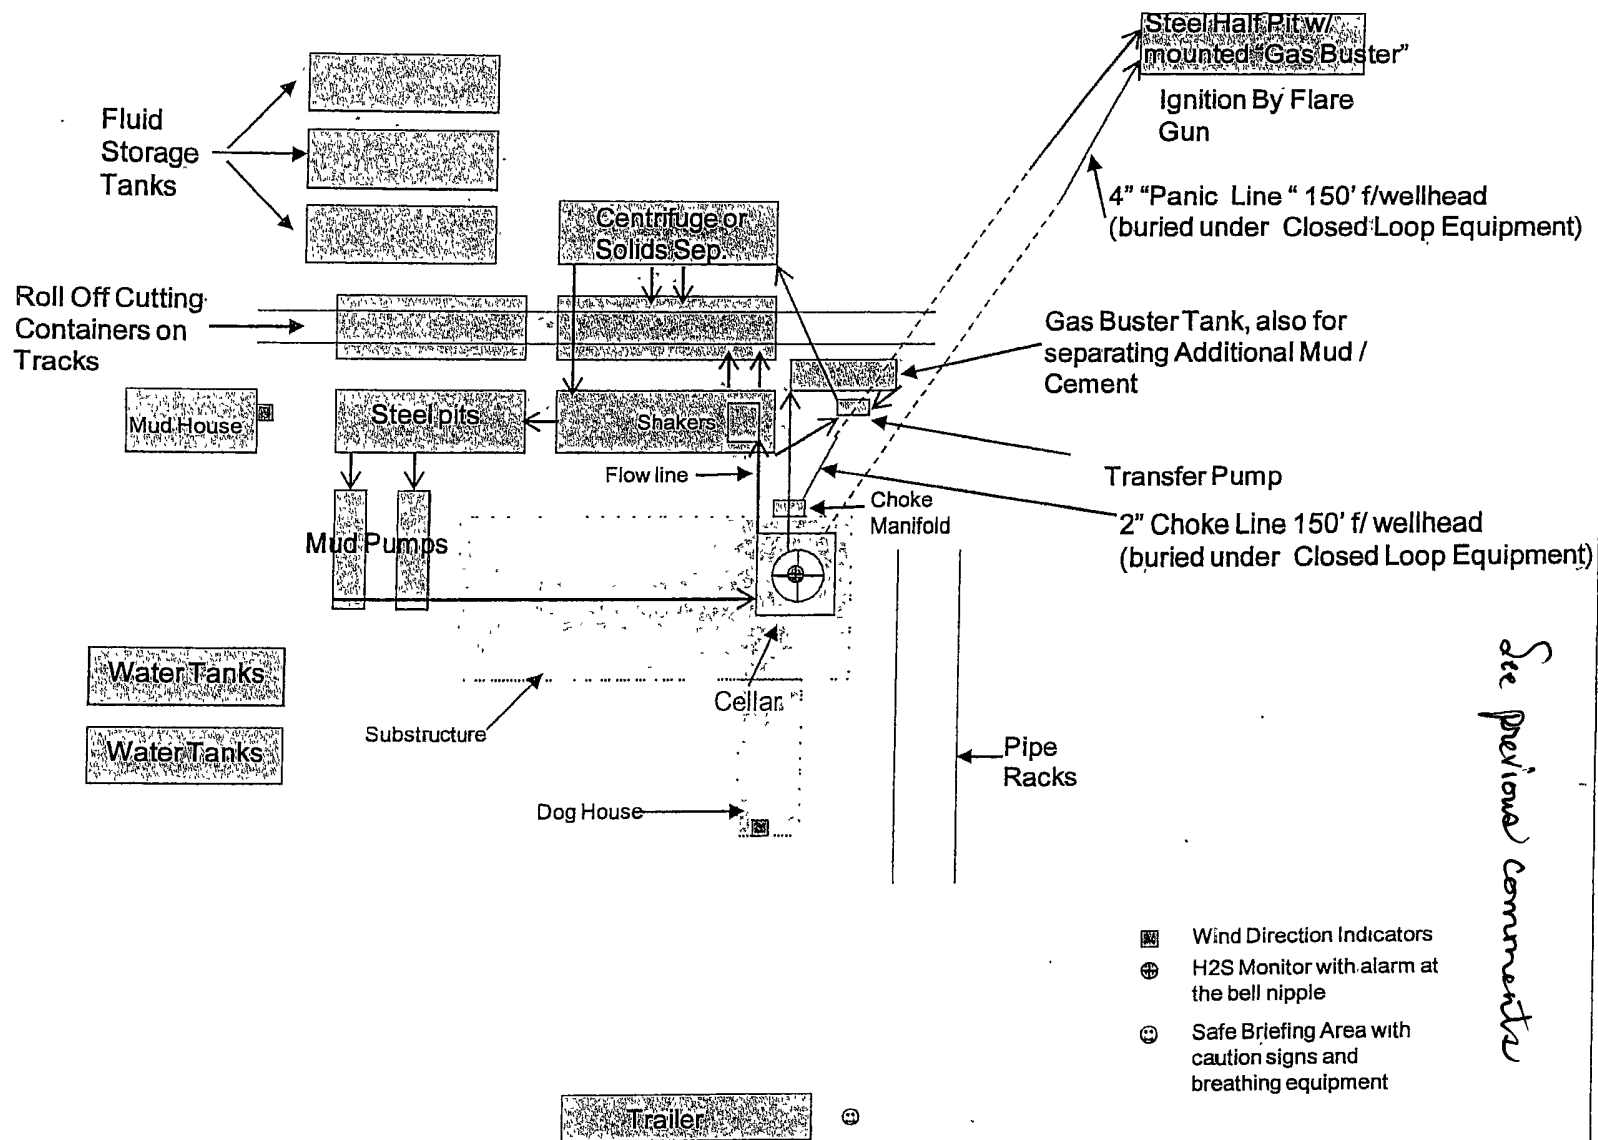 Steel Half Pit w/
mounted "Gas Buster"
Ignition By Flare
Gun
Fluid
Storage
Tanks
4" "Panic Line " 150' f/wellhead
(buried under Closed Loop Equipment)
Centrifuge or
Solids Sep.
Roll Off Cutting
Containers on
Tracks
Gas Buster Tank, also for
separating Additional Mud /
Cement
Mud House
Steel pits
Shakers
Flow line
Transfer Pump
Choke
Manifold
2" Choke Line 150' f/ wellhead
(buried under Closed Loop Equipment)
Mud Pumps
Water Tanks
Cellar
Substructure
Water Tanks
Pipe
Racks
Dog House
See previous comments
Wind Direction Indicators
H2S Monitor with alarm at
the bell nipple
Safe Briefing Area with
caution signs and
breathing equipment
Trailer